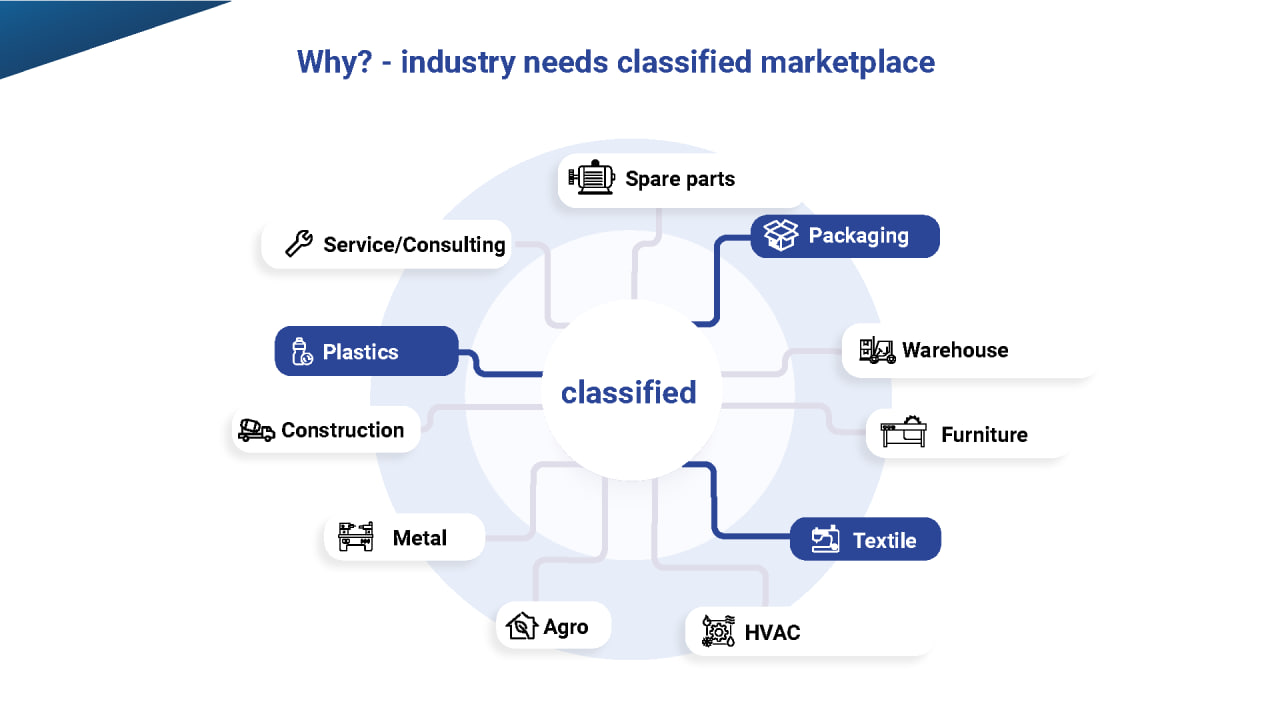 Why? - industry needs classified marketplace
Spare parts
Service/Consulting
Packaging
Plastics
Warehouse
classified
Construction
Furniture
Metal
Textile
Agro
HVAC